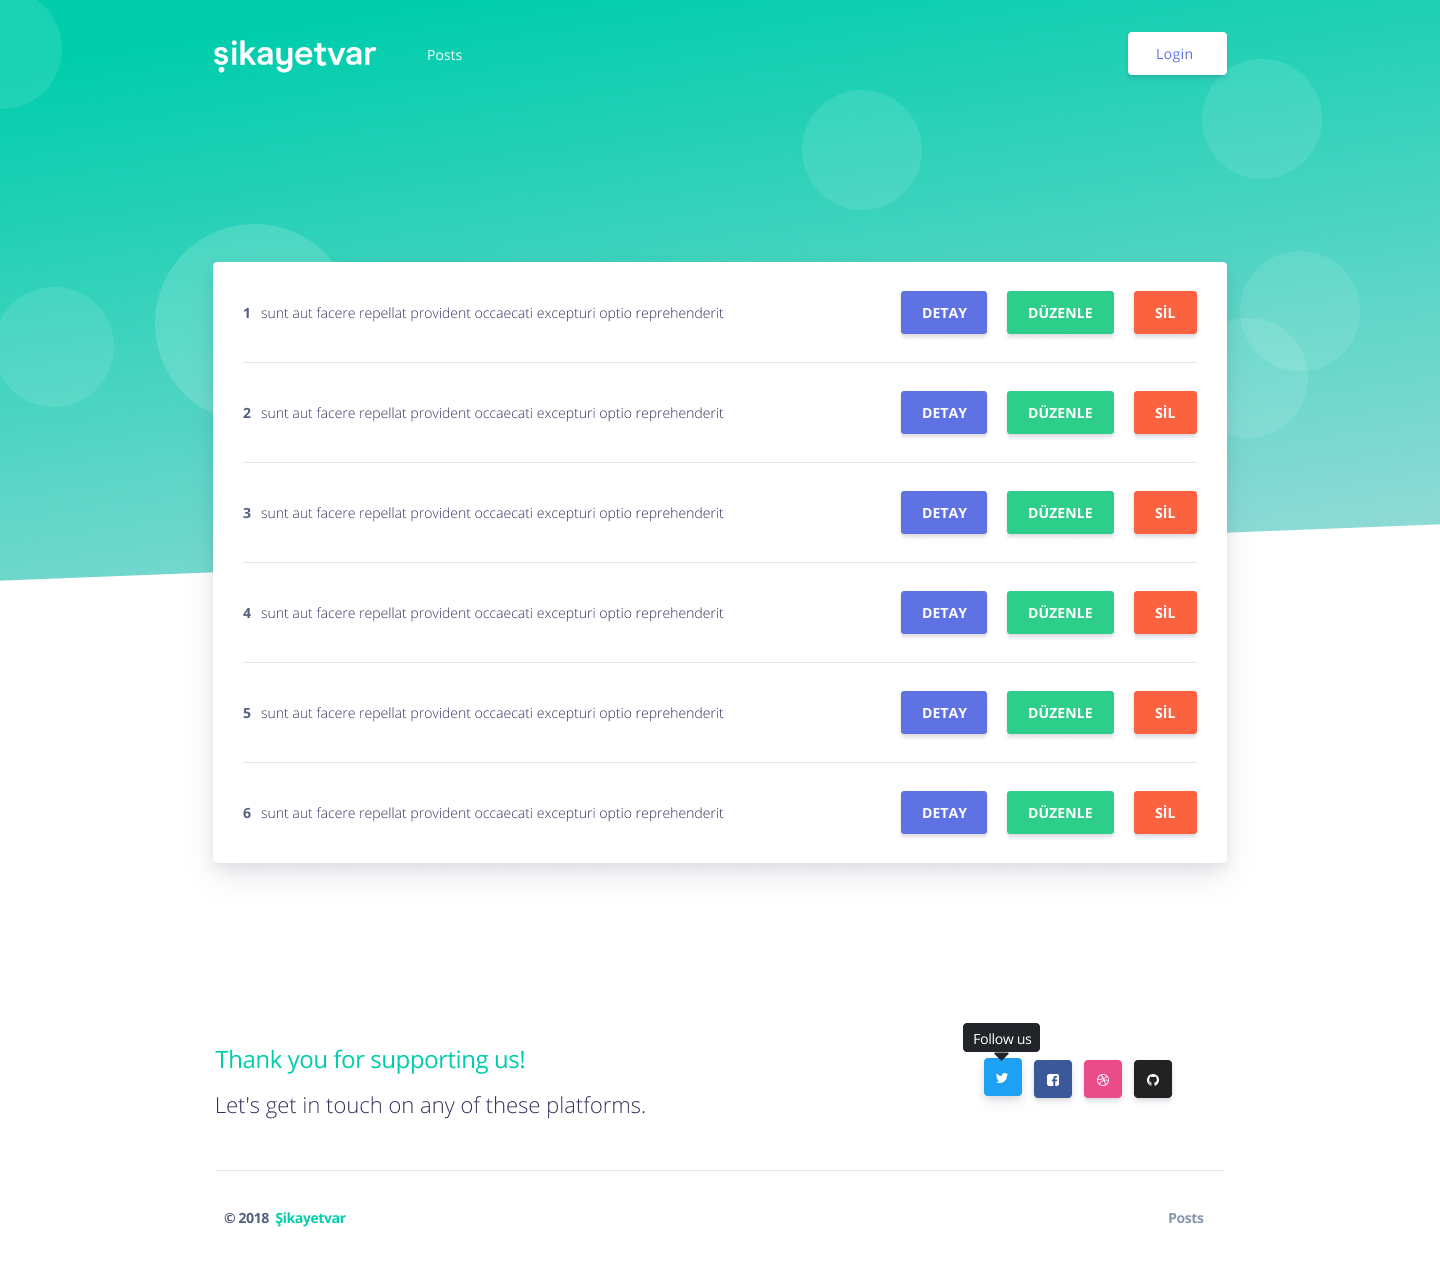 şikayetvar
Posts
Login
1 sunt aut facere repellat provident occaecati excepturi optio reprehenderit DETAY DÜZENLE SİL
2 sunt aut facere repellat provident occaecati excepturi optio reprehenderit DETAY DÜZENLE SİL
3 sunt aut facere repellat provident occaecati excepturi optio reprehenderit DETAY DÜZENLE SİL
4 sunt aut facere repellat provident occaecati excepturi optio reprehenderit DETAY DÜZENLE SİL
5 sunt aut facere repellat provident occaecati excepturi optio reprehenderit DETAY DÜZENLE SİL
6 sunt aut facere repellat provident occaecati excepturi optio reprehenderit DETAY DÜZENLE SİL
Thank you for supporting us!
Let's get in touch on any of these platforms.
Follow us
© 2018 Şikayetvar
Posts